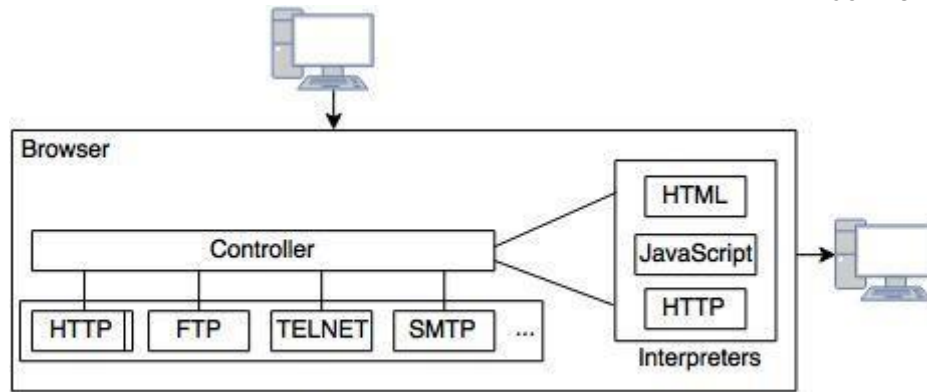 Browser
HTML
Controller
JavaScript
HTTP
HTTP FTP TELNET SMTP ...
Interpreters